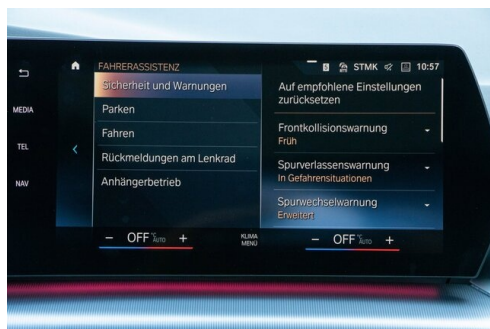 FAHRERASSISTENZ
STMK
10:57
MEDIA
TEL
NAV
Sicherheit und Warnungen
Parken
Fahren
Rückmeldungen am Lenkrad
Anhängerbetrieb
Auf empfohlene Einstellungen
zurücksetzen
Frontkollisionswarnung
Früh
Spurverlassenswarnung
In Gefahrensituationen
Spurwechselwarnung
Erweitert
− OFF °C AUTO +
KLIMA
MENÜ
− OFF °C AUTO +